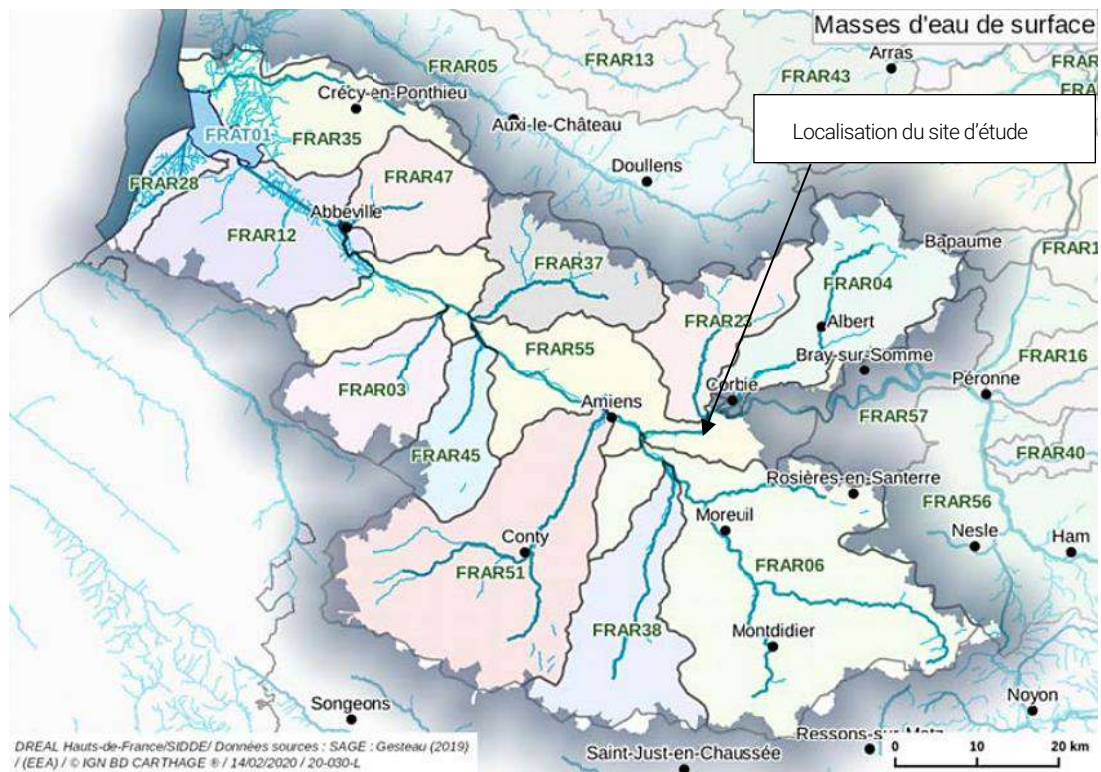 Masses d'eau de surface
Arras
FRAR05
FRAR13
FRAR43
Crécy-en-Ponthieu
Auxi-le-Château
Localisation du site d'étude
FRAT01
FRAR35
Doullens
FRAR28
FRAR47
Abbeville
FRAR12
Bapaume
FRAR37
FRAR04
FRAR23
Albert
FRAR55
Bray-sur-Somme
FRAR16
FRAR03
Corbie
Péronne
Amiens
FRAR57
FRAR45
FRAR40
Rosières-en-Santerre
FRAR56
Moreuil
Nesle
Ham
Conty
FRAR51
FRAR06
FRAR38
Montdidier
Noyon
Songeons
Ressons-sur-Matz
Saint-Just-en-Chaussée
0 10 20 km
DREAL Hauts-de-France/SIDDE/ Données sources : SAGE : Gesteau (2019)
/ (EEA) / © IGN BD CARTHAGE ® / 14/02/2020 / 20-030-L